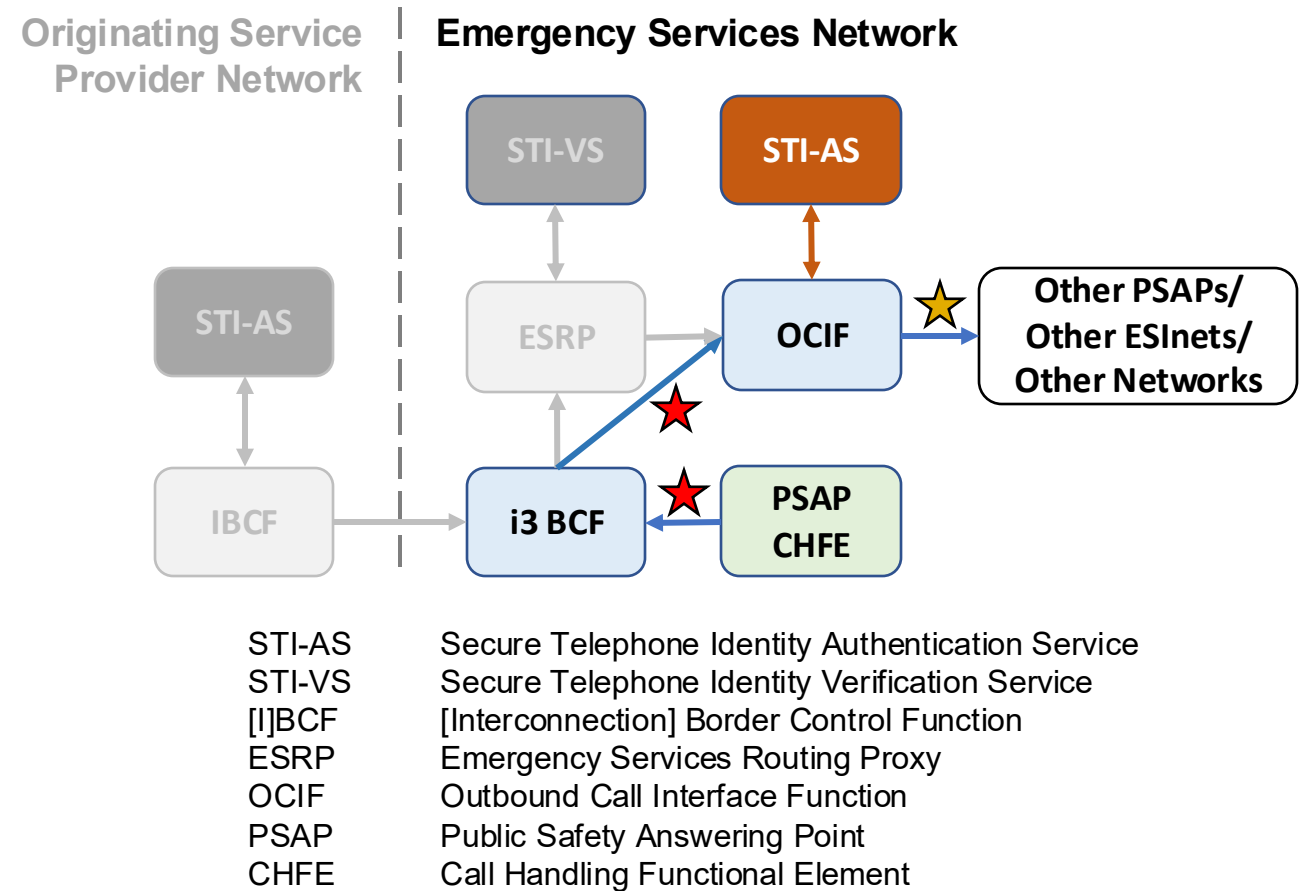 Originating Service
Provider Network
Emergency Services Network
STI-VS
STI-AS
STI-AS
ESRP
OCIF
Other PSAPs/
Other ESInets/
Other Networks
IBCF
i3 BCF
PSAP
CHFE
STI-AS Secure Telephone Identity Authentication Service
STI-VS Secure Telephone Identity Verification Service
[I]BCF [Interconnection] Border Control Function
ESRP Emergency Services Routing Proxy
OCIF Outbound Call Interface Function
PSAP Public Safety Answering Point
CHFE Call Handling Functional Element